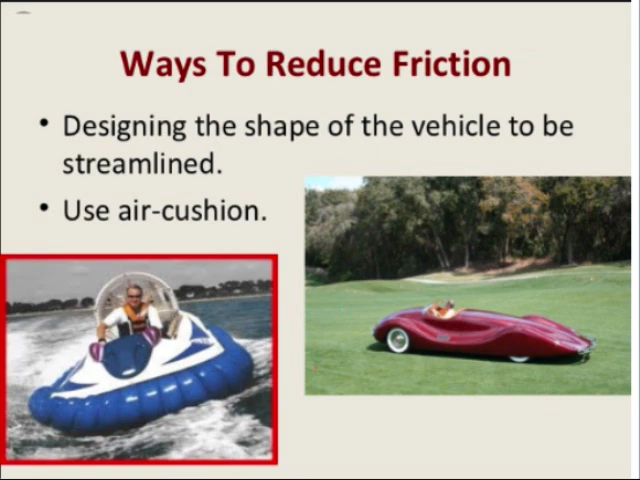 Ways To Reduce Friction
• Designing the shape of the vehicle to be
streamlined.
• Use air-cushion.